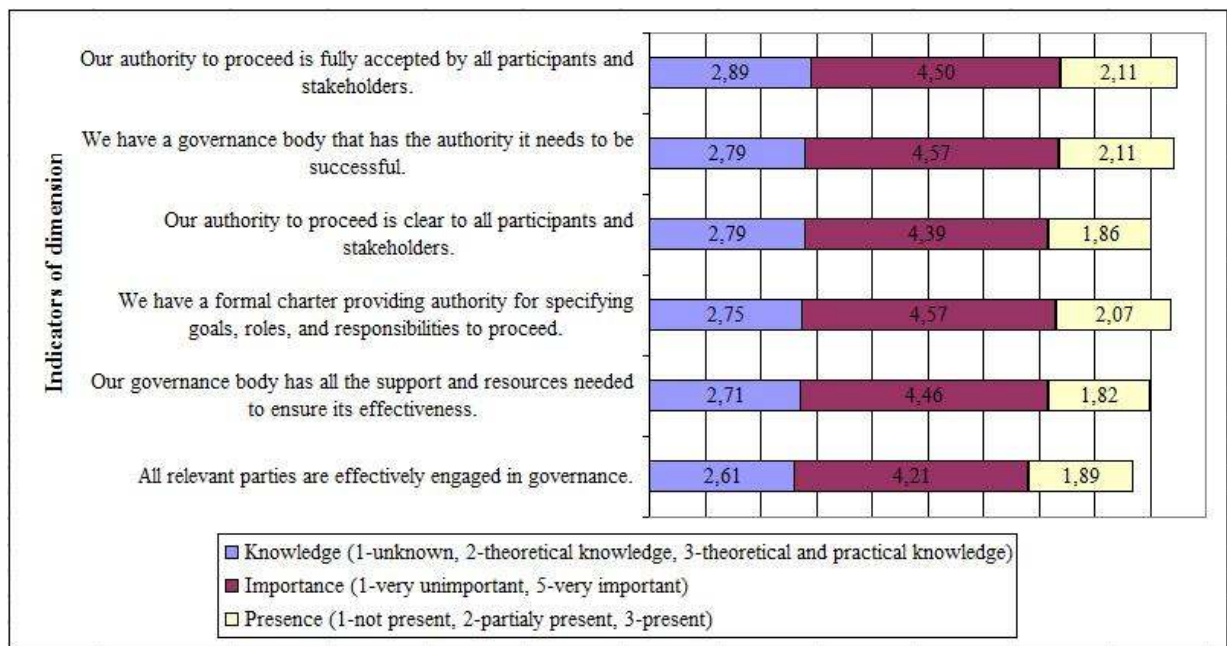 Indicators of dimension
Our authority to proceed is fully accepted by all participants and
stakeholders.
2,89 4,50 2,11
We have a governance body that has the authority it needs to be
successful.
2,79 4,57 2,11
Our authority to proceed is clear to all participants and
stakeholders.
2,79 4,39 1,86
We have a formal charter providing authority for specifying
goals, roles, and responsibilities to proceed.
2,75 4,57 2,07
Our governance body has all the support and resources needed
to ensure its effectiveness.
2,71 4,46 1,82
All relevant parties are effectively engaged in governance.
2,61 4,21 1,89
Knowledge (1-unknown, 2-theoretical knowledge, 3-theoretical and practical knowledge)
Importance (1-very unimportant, 5-very important)
Presence (1-not present, 2-partialy present, 3-present)